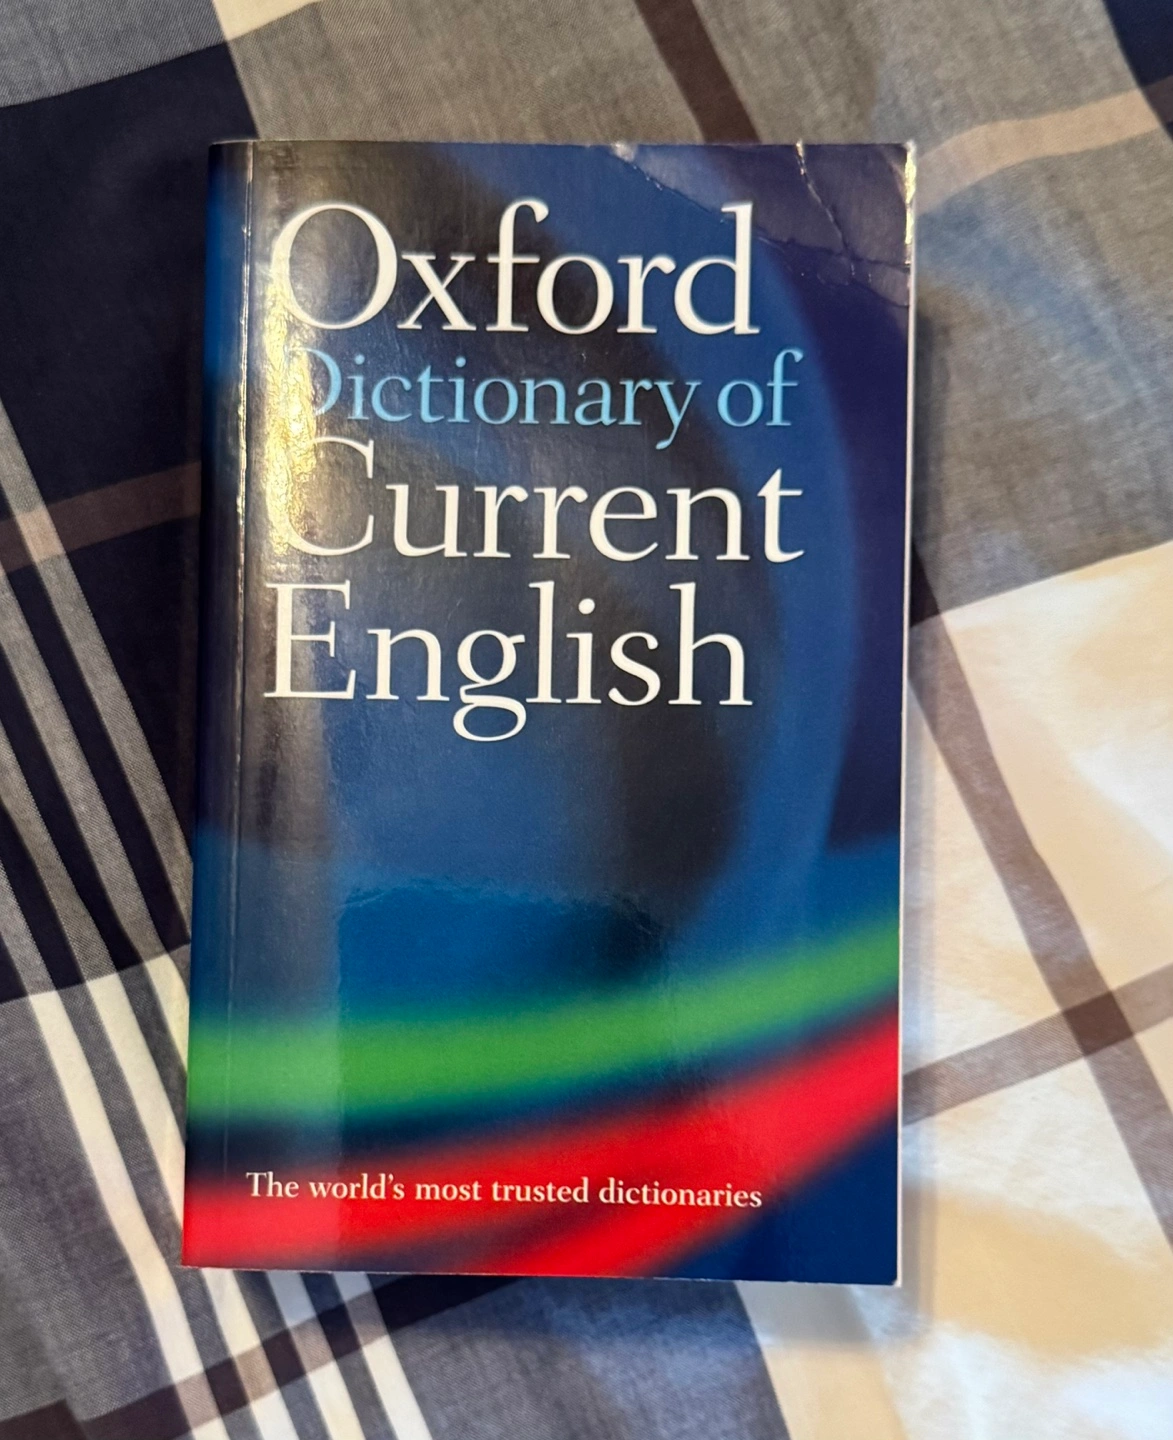 Oxford
Dictionary of
Current
English
The world's most trusted dictionaries